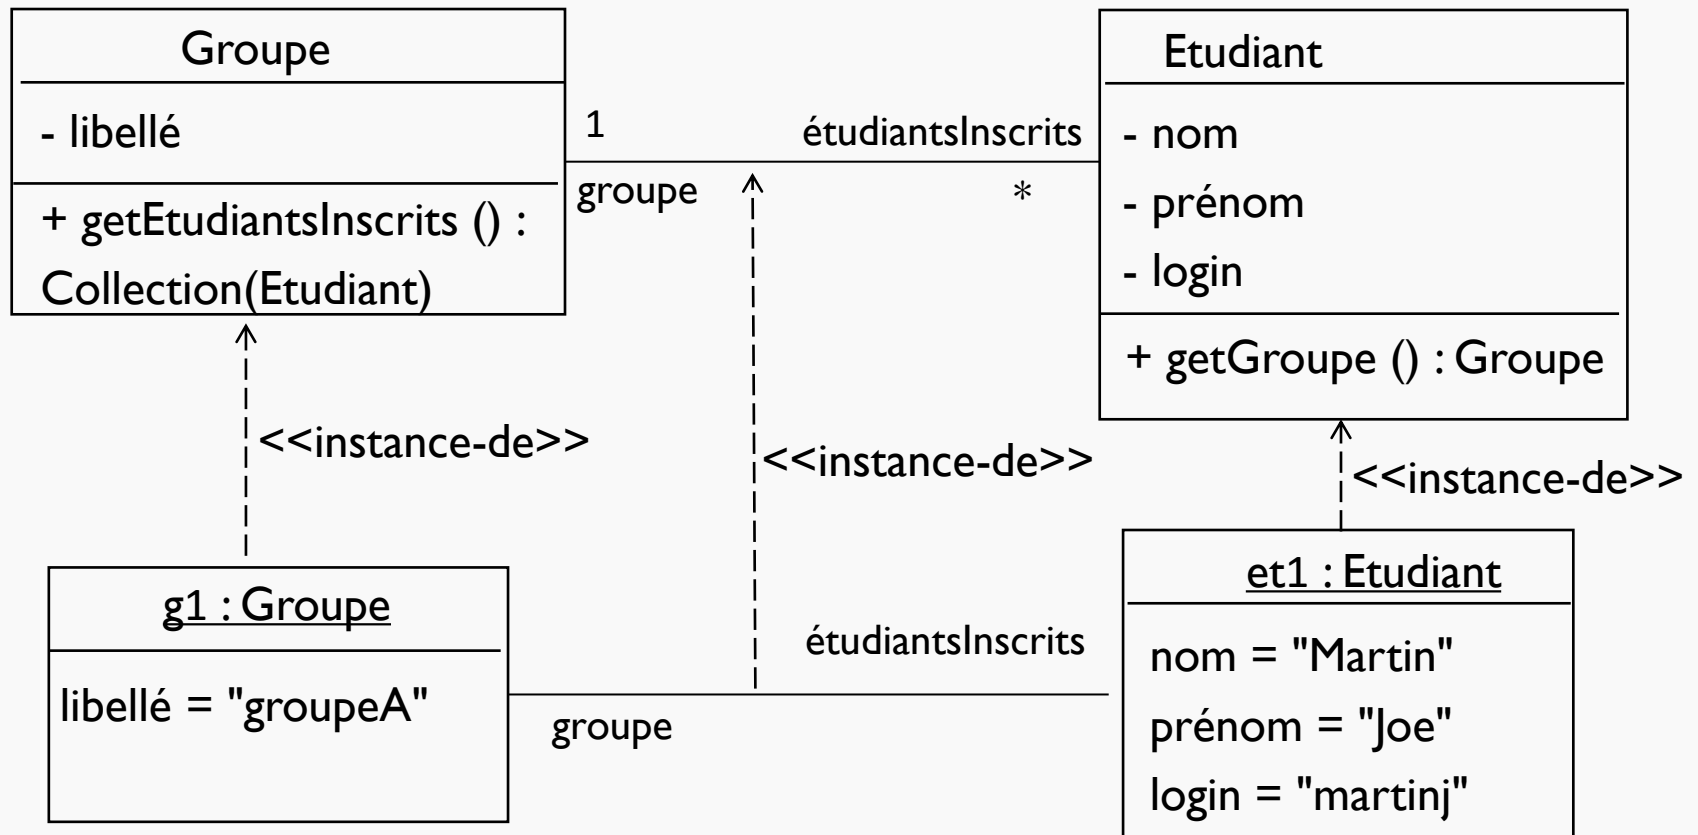 Groupe
- libellé
+ getEtudiantsInscrits () :
Collection(Etudiant)
1
étudiantsInscrits
groupe
*
Etudiant
- nom
- prénom
- login
+ getGroupe () : Groupe
<<instance-de>>
<<instance-de>>
<<instance-de>>
g1 : Groupe
libellé = "groupeA"
étudiantsInscrits
groupe
et1 : Etudiant
nom = "Martin"
prénom = "Joe"
login = "martinj"